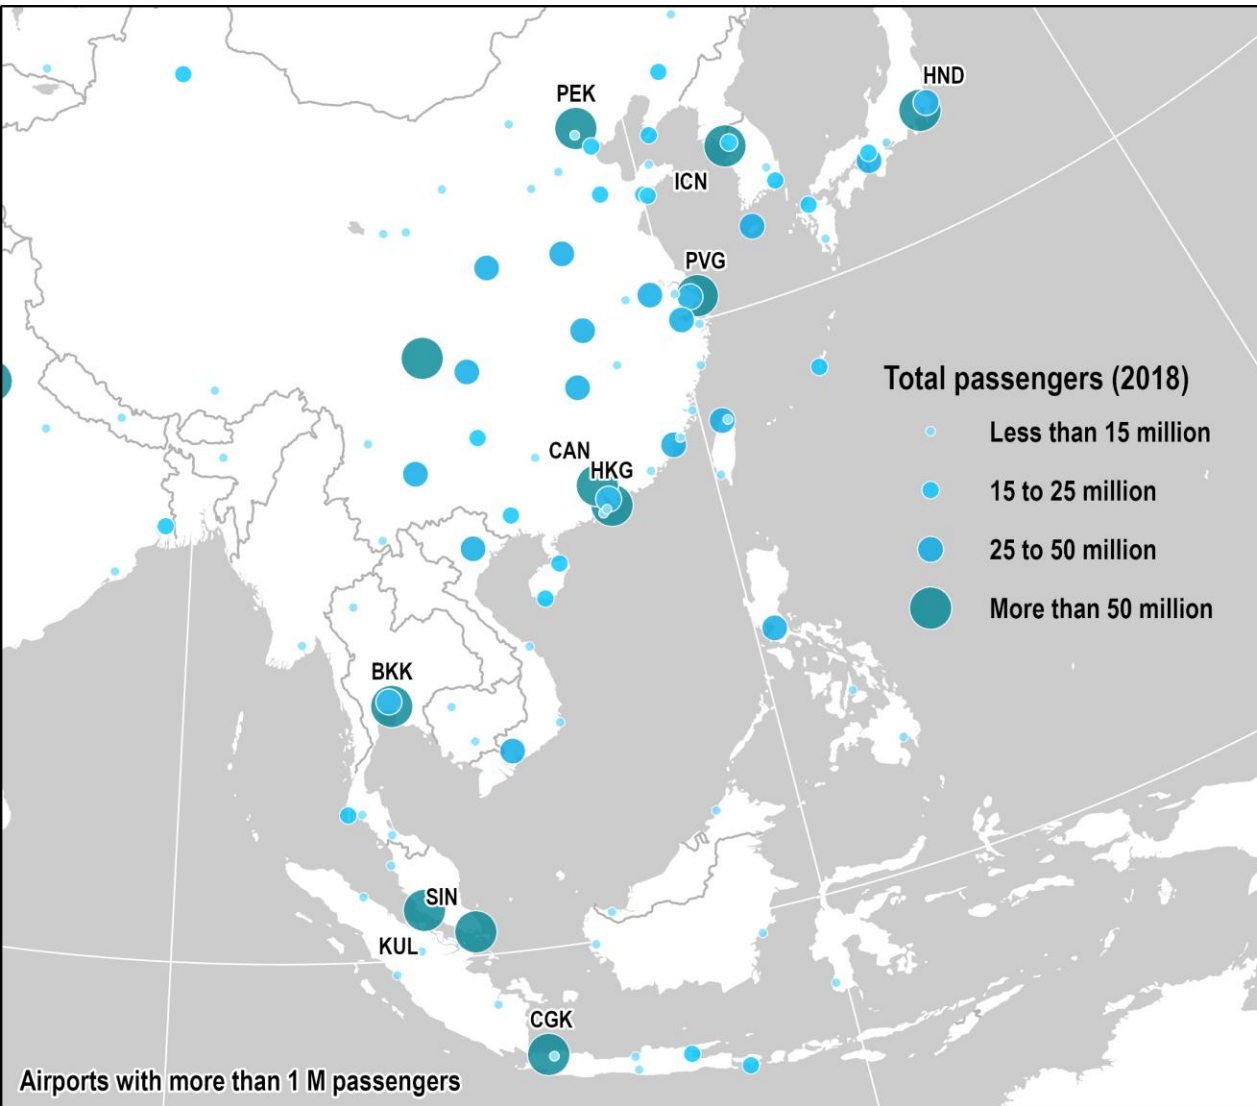 HND
PEK
ICN
PVG
Total passengers (2018)
Less than 15 million
15 to 25 million
25 to 50 million
More than 50 million
CAN
HKG
BKK
SIN
KUL
CGK
Airports with more than 1 M passengers